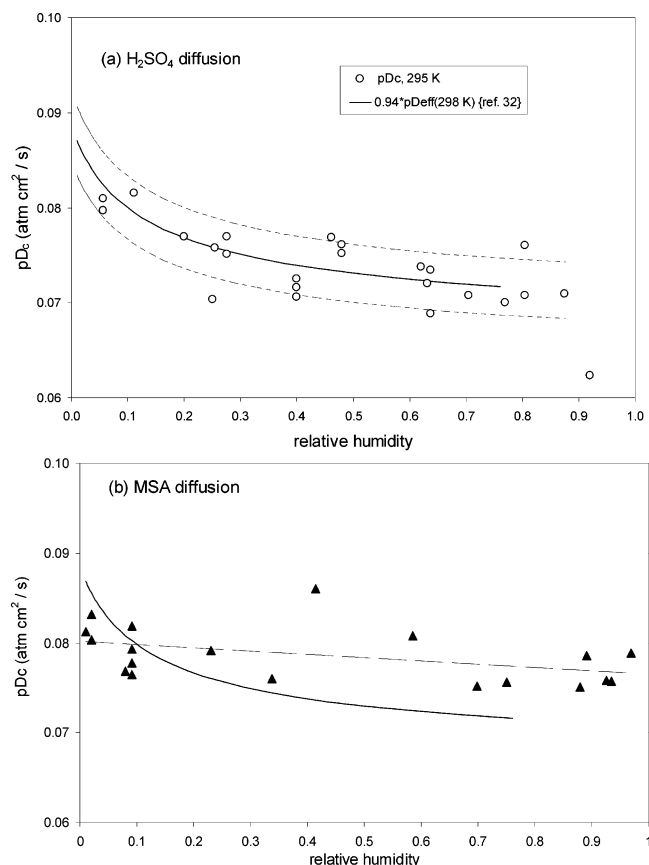 0.10
(a) H₂SO₄ diffusion
pDc, 295 K
0.94*pDeff(298 K) {ref. 32}
0.09
0.08
0.07
0.06
pD_c (atm cm² / s)
0.0 0.1 0.2 0.3 0.4 0.5 0.6 0.7 0.8 0.9 1.0
relative humidity
0.10
(b) MSA diffusion
0.09
0.08
0.07
0.06
pDc (atm cm² / s)
0 0.1 0.2 0.3 0.4 0.5 0.6 0.7 0.8 0.9 1
relative humidity